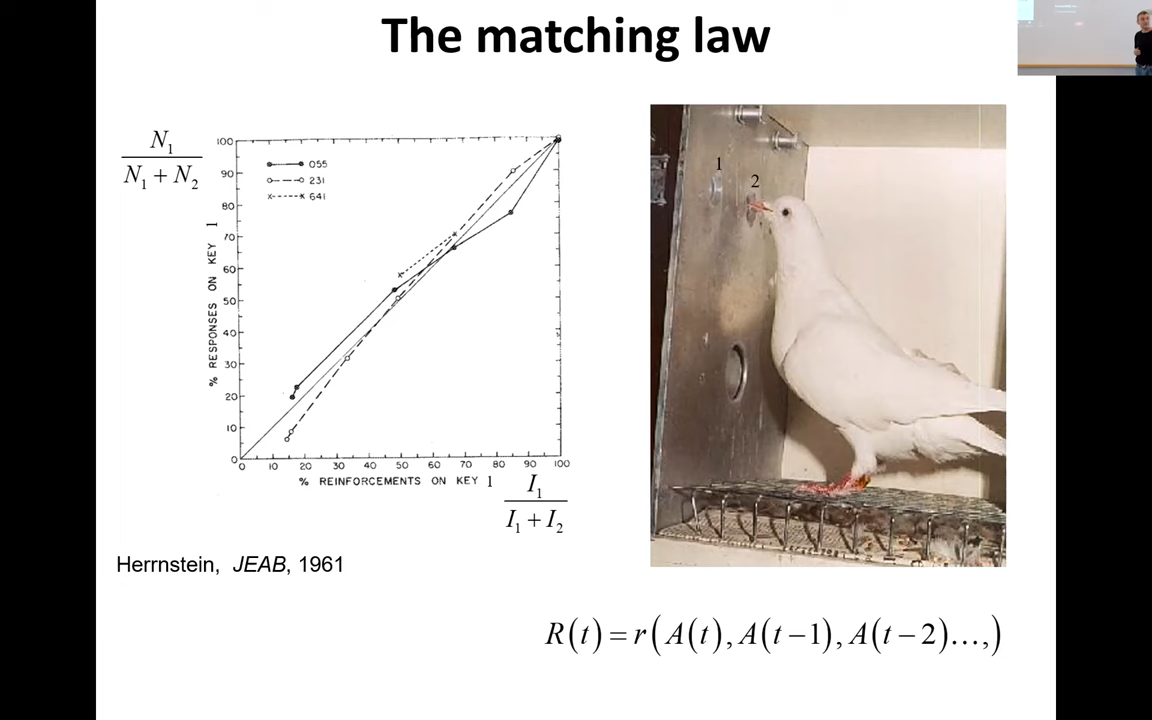 The matching law
N₁
N₁ + N₂
100
90
80
70
60
50
40
30
20
10
0
055
231
641
% RESPONSES ON KEY 1
0 10 20 30 40 50 60 70 80 90 100
% REINFORCEMENTS ON KEY 1
I₁
I₁ + I₂
1
2
Herrnstein, JEAB, 1961
R(t) = r(A(t), A(t−1), A(t−2)…,)